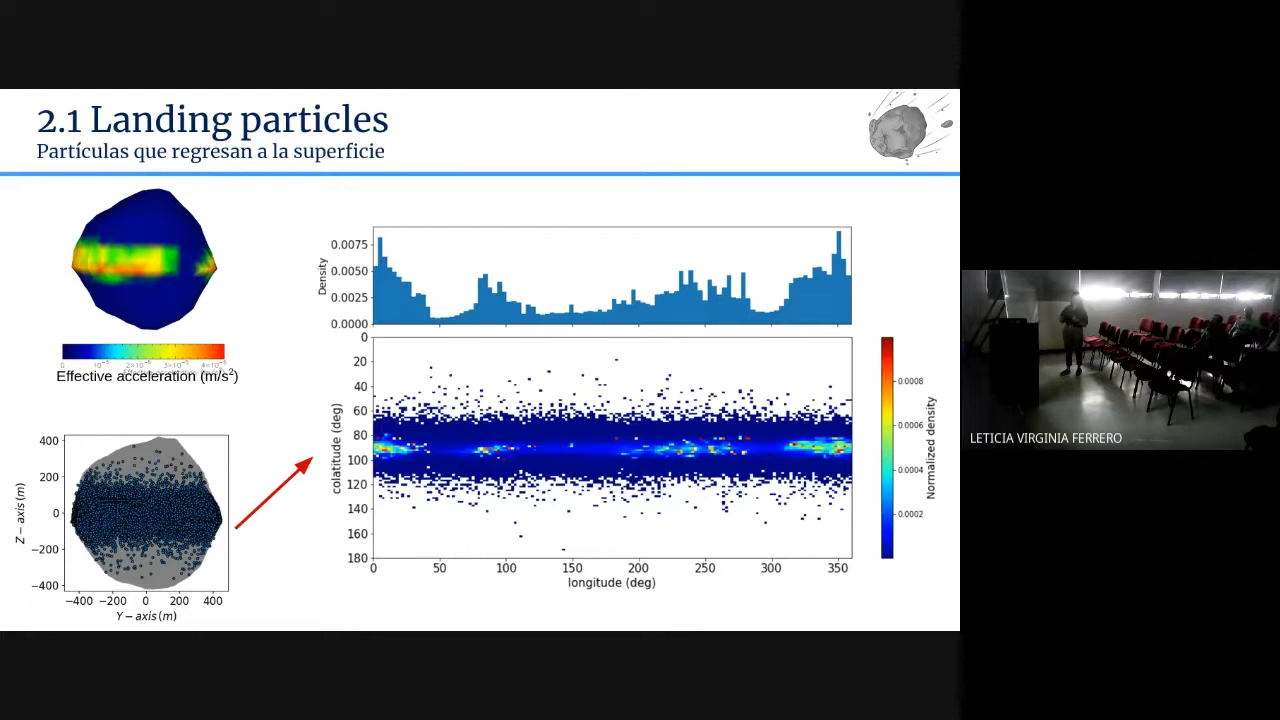 2.1 Landing particles
Partículas que regresan a la superficie
Effective acceleration (m/s²)
400
200
0
−200
−400
Z − axis (m)
−400 −200 0 200 400
Y − axis (m)
0.0075
0.0050
0.0025
0.0000
Density
0
20
40
60
80
100
120
140
160
180
colatitude (deg)
0 50 100 150 200 250 300 350
longitude (deg)
0.0008
0.0006
0.0004
0.0002
Normalized density
LETICIA VIRGINIA FERRERO